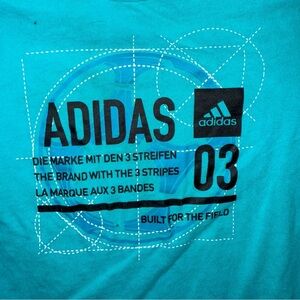 ADIDAS
adidas
DIE MARKE MIT DEN 3 STREIFEN
THE BRAND WITH THE 3 STRIPES
LA MARQUE AUX 3 BANDES
03
BUILT FOR THE FIELD